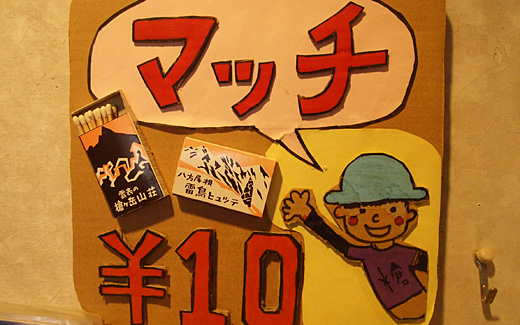 マッチ
雲表の
槍ヶ岳山荘
八方尾根
雷鳥ヒュッテ
槍
¥10